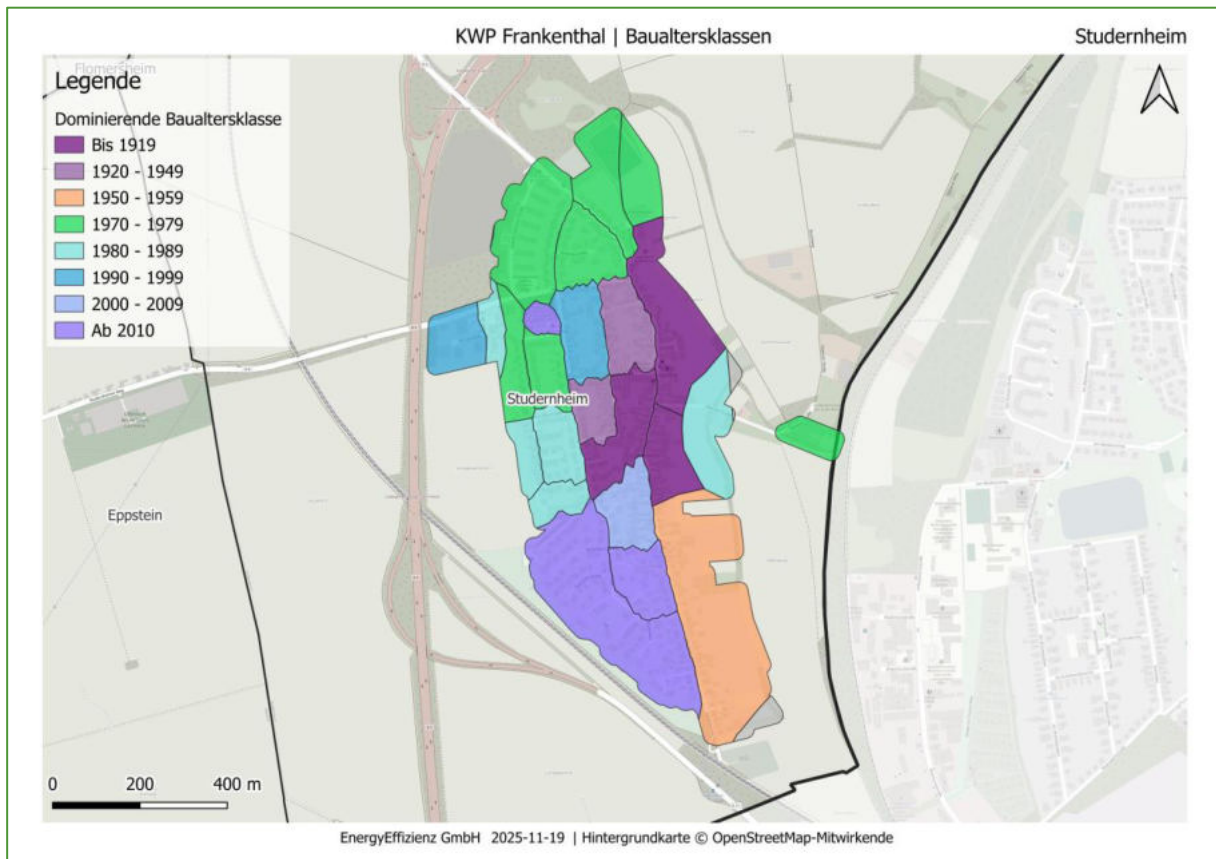 KWP Frankenthal | Baualtersklassen
Studernheim
Flomersheim
Legende
Dominierende Baualtersklasse
Bis 1919
1920 - 1949
1950 - 1959
1970 - 1979
1980 - 1989
1990 - 1999
2000 - 2009
Ab 2010
Studernheim
Eppstein
0 200 400 m
EnergyEffizienz GmbH 2025-11-19 | Hintergrundkarte © OpenStreetMap-Mitwirkende